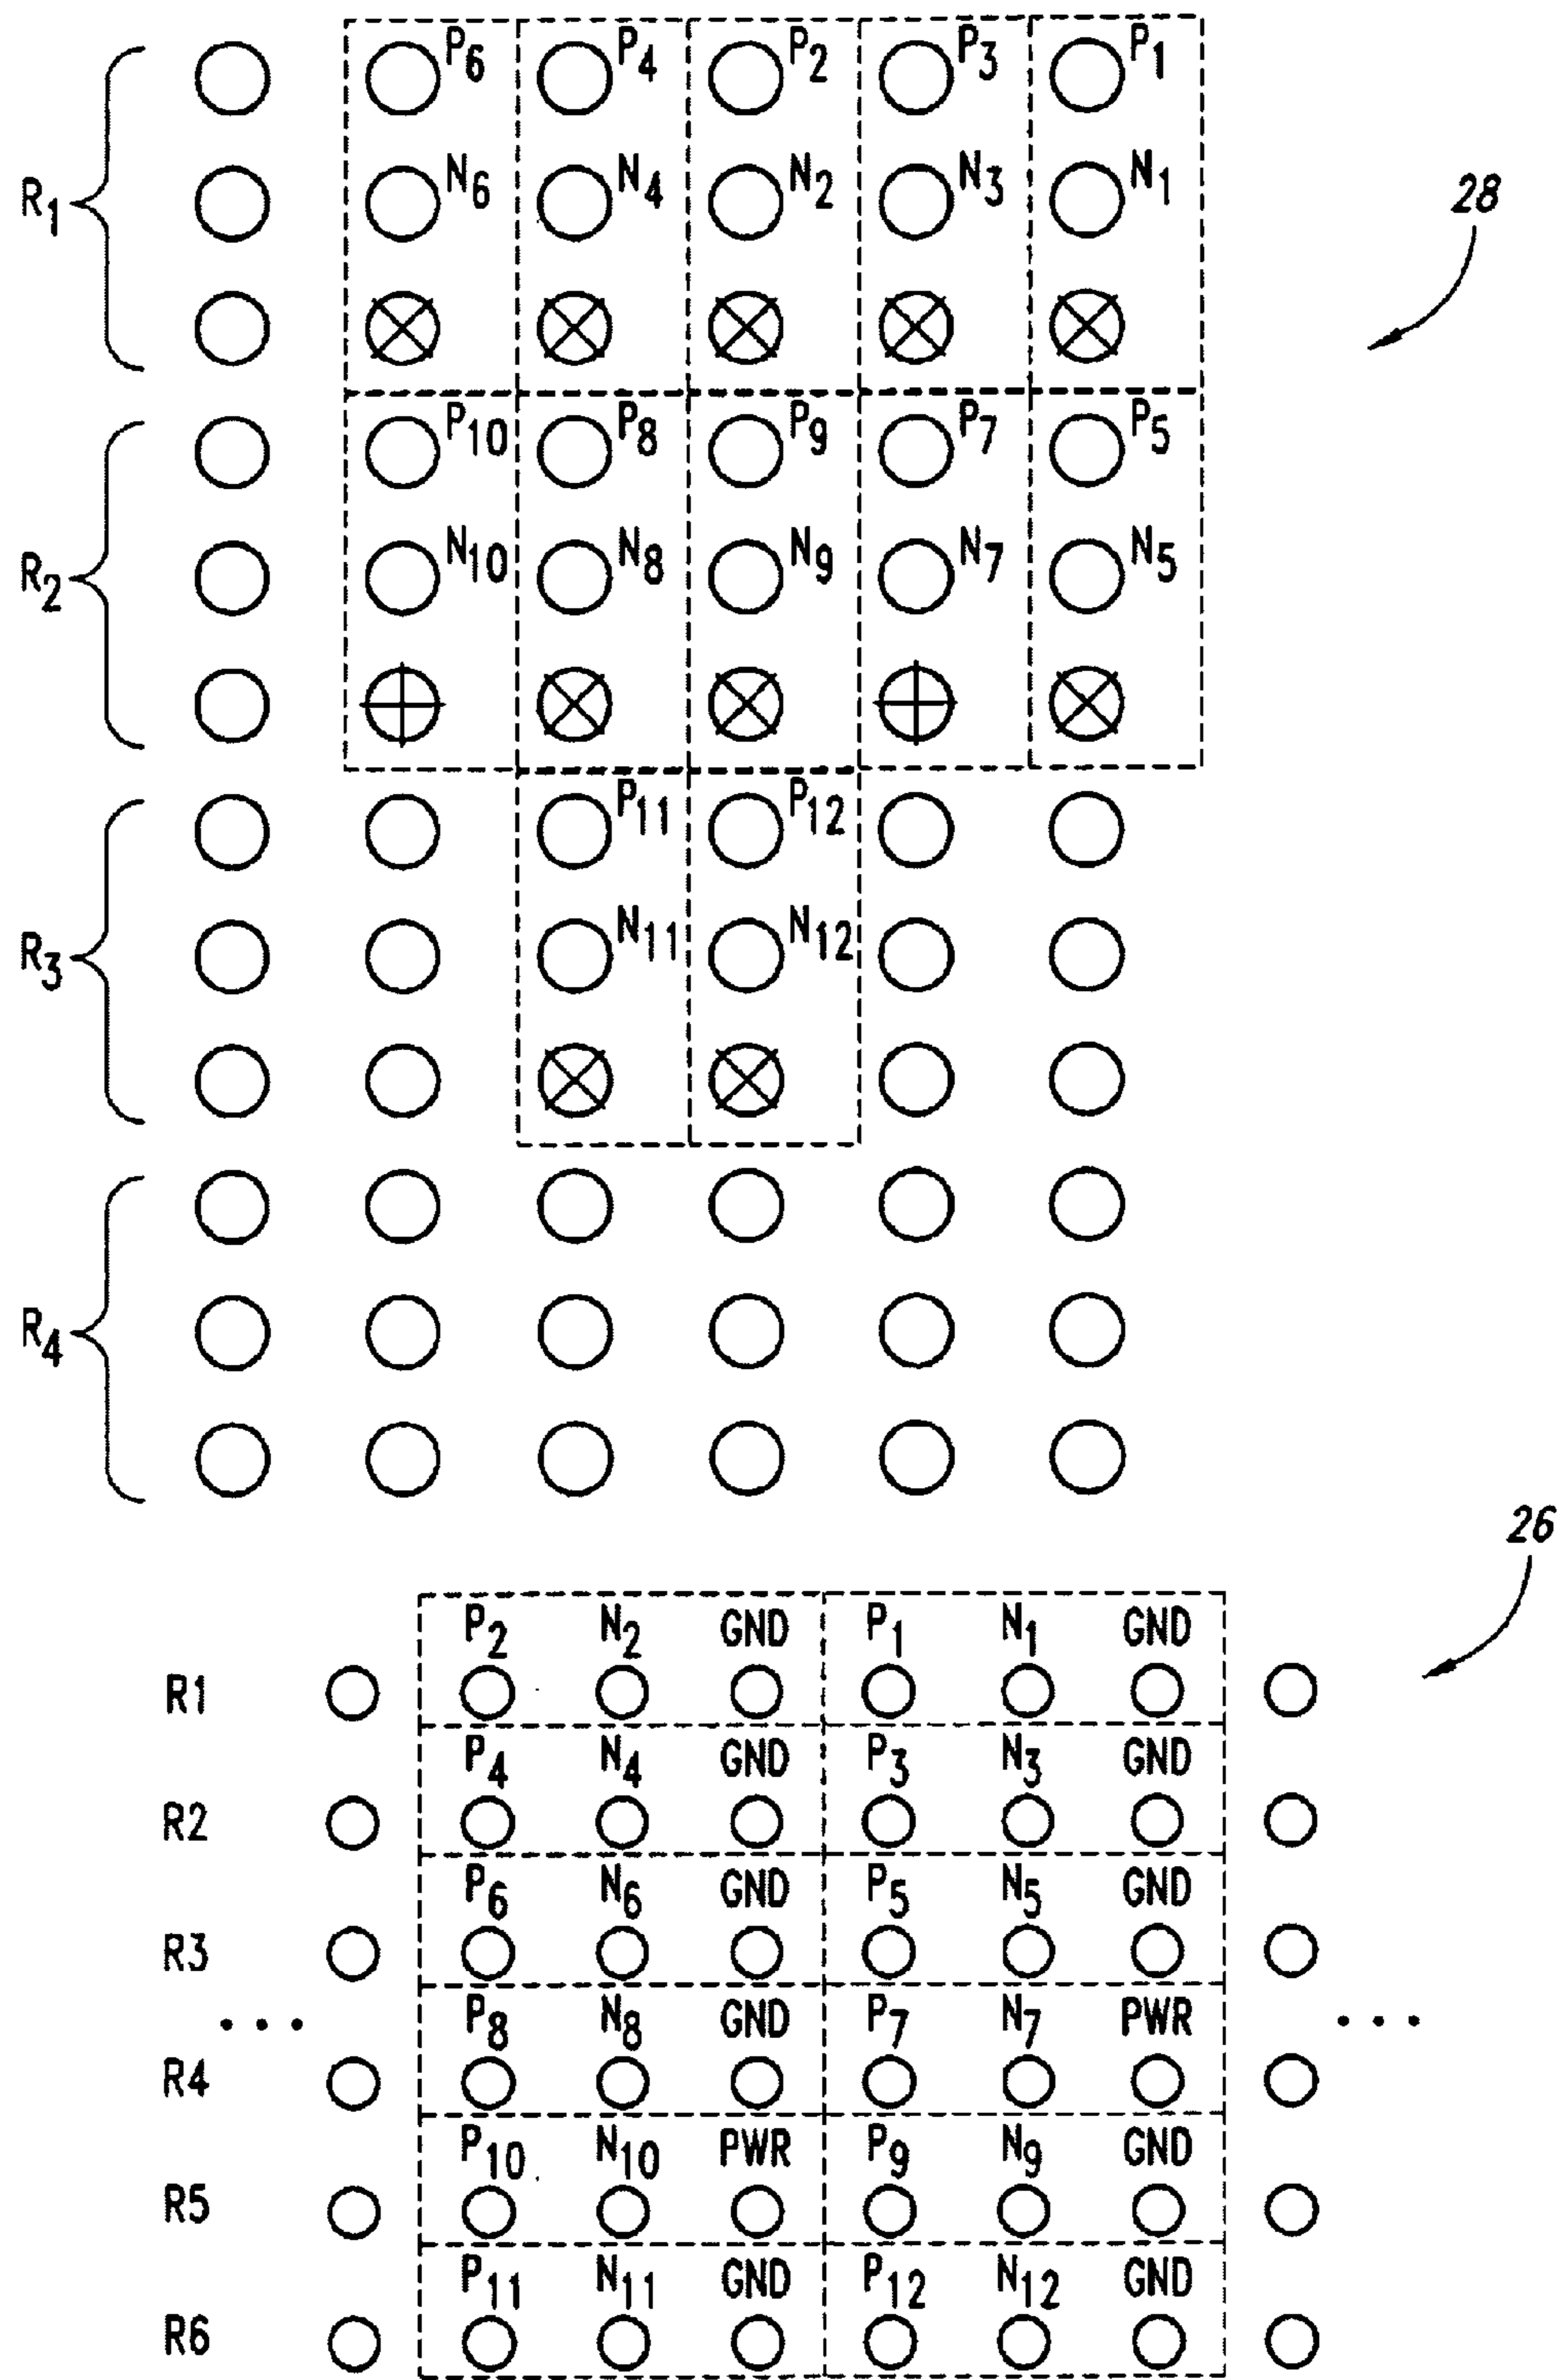 P6 P4 P2 P3 P1
R1 N6 N4 N2 N3 N1
28
P10 P8 P9 P7 P5
R2 N10 N8 N9 N7 N5
P11 P12
R3 N11 N12
R4
26
P2 N2 GND P1 N1 GND
R1
P4 N4 GND P3 N3 GND
R2
P6 N6 GND P5 N5 GND
R3
P8 N8 GND P7 N7 PWR
... ...
R4
P10 N10 PWR P9 N9 GND
R5
P11 N11 GND P12 N12 GND
R6